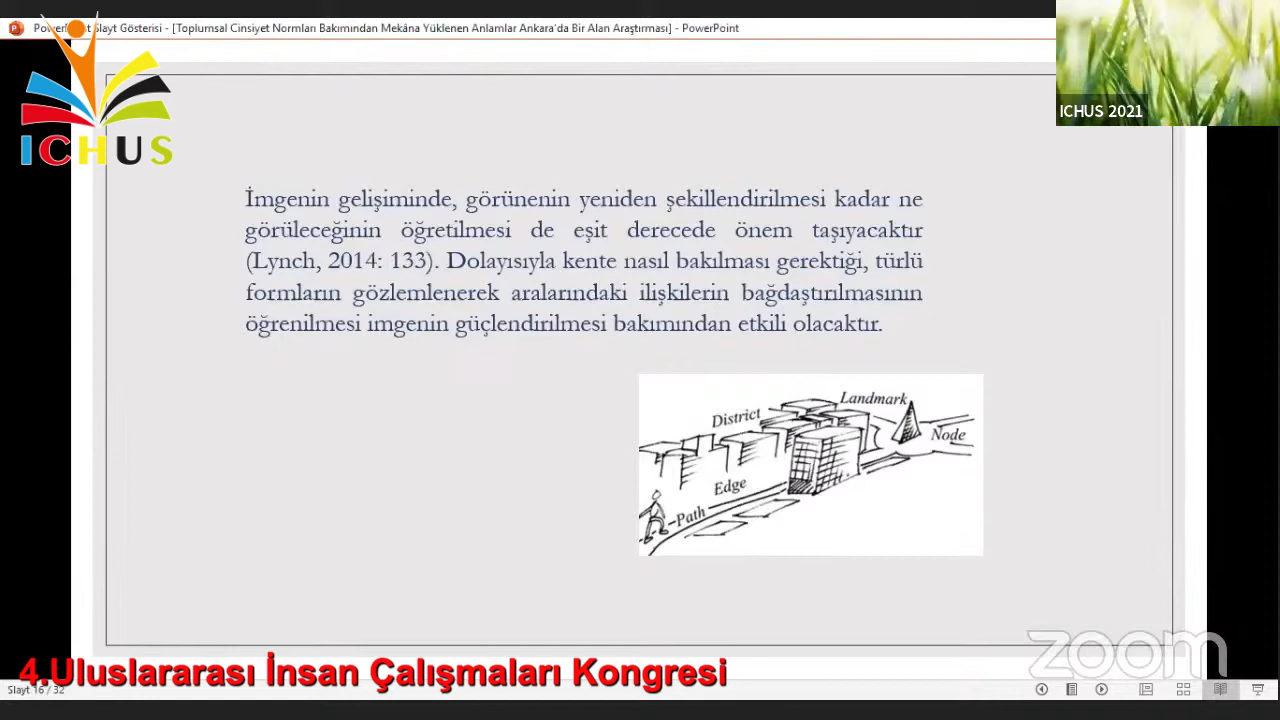 PowerPoint Slayt Gösterisi - [Toplumsal Cinsiyet Normları Bakımından Mekâna Yüklenen Anlamlar Ankara'da Bir Alan Araştırması] - PowerPoint
ICHUS
ICHUS 2021
İmgenin gelişiminde, görünenin yeniden şekillendirilmesi kadar ne
görüleceğinin öğretilmesi de eşit derecede önem taşıyacaktır
(Lynch, 2014: 133). Dolayısıyla kente nasıl bakılması gerektiği, türlü
formların gözlemlenerek aralarındaki ilişkilerin bağdaştırılmasının
öğrenilmesi imgenin güçlendirilmesi bakımından etkili olacaktır.
Landmark
District
Node
Edge
Path
zoom
4.Uluslararası İnsan Çalışmaları Kongresi
Slayt 16 / 32